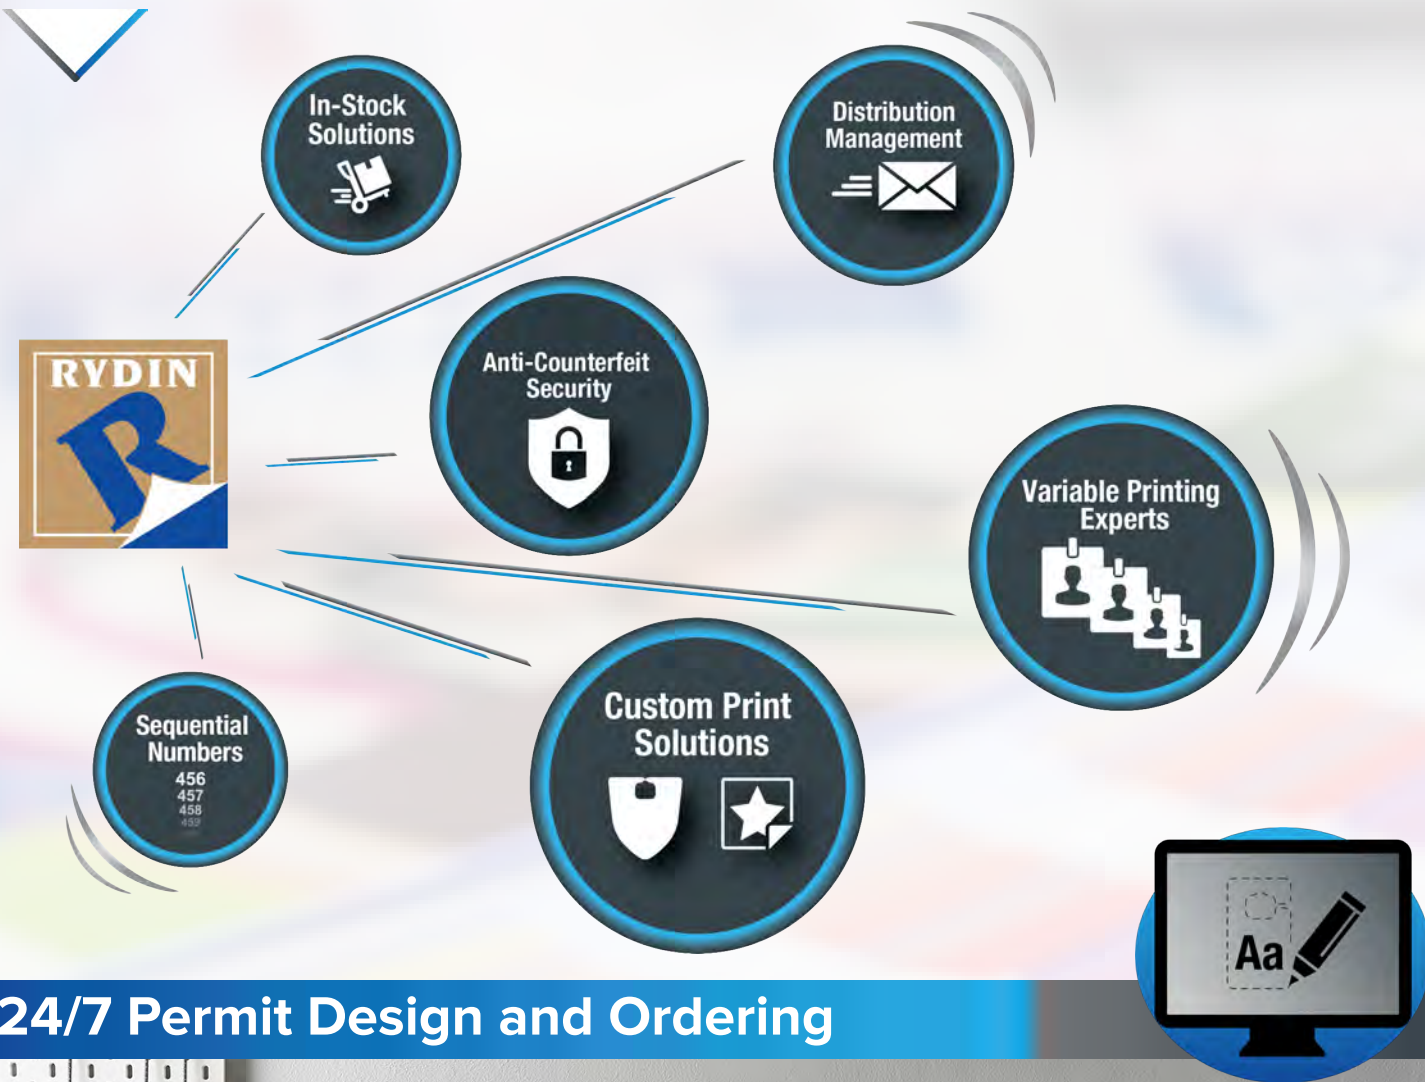 In-Stock
Solutions
Distribution
Management
RYDIN
R
Anti-Counterfeit
Security
Variable Printing
Experts
Sequential
Numbers
456
457
458
459
Custom Print
Solutions
Aa
24/7 Permit Design and Ordering